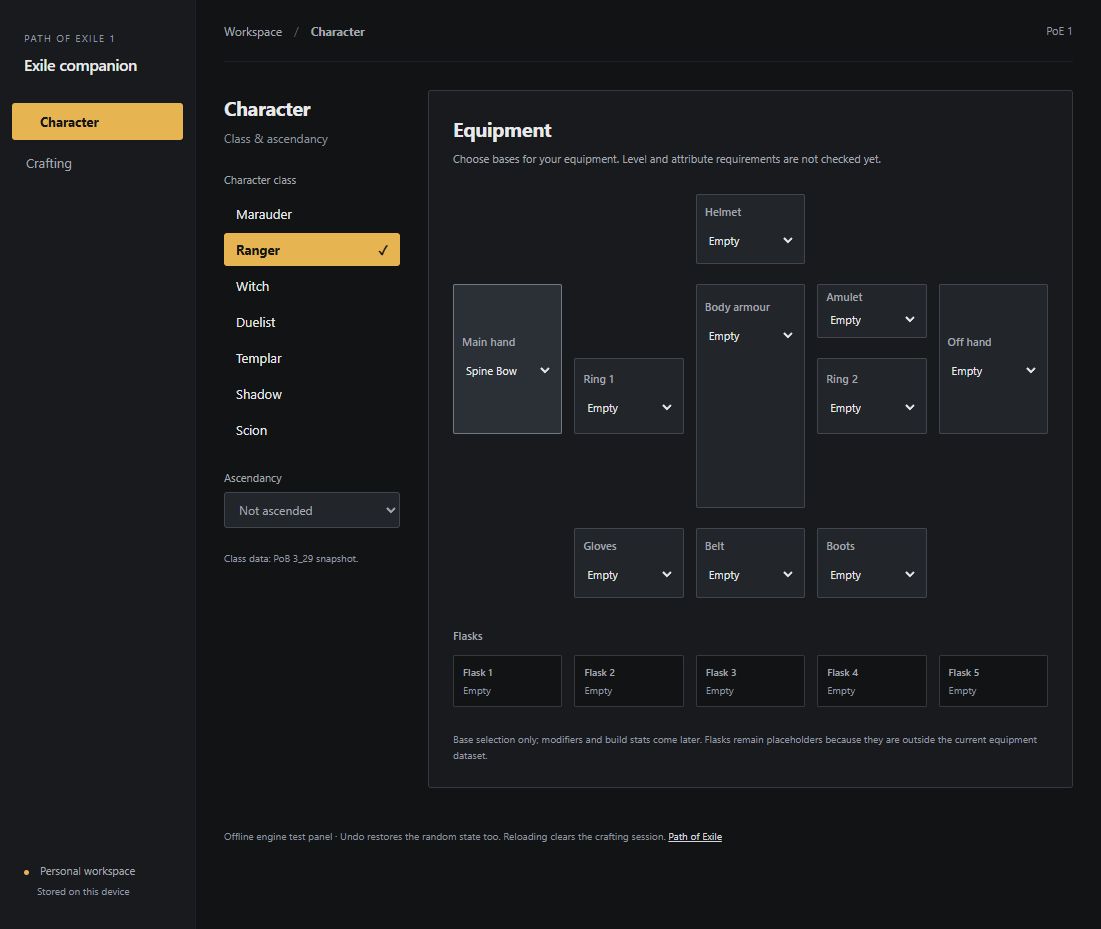 PATH OF EXILE 1
Exile companion
Character
Crafting
Personal workspace
Stored on this device
Workspace / Character
PoE 1
Character
Class & ascendancy
Character class
Marauder
Ranger ✓
Witch
Duelist
Templar
Shadow
Scion
Ascendancy
Not ascended
Class data: PoB 3_29 snapshot.
Equipment
Choose bases for your equipment. Level and attribute requirements are not checked yet.
Helmet
Empty
Main hand
Spine Bow
Ring 1
Empty
Body armour
Empty
Amulet
Empty
Ring 2
Empty
Off hand
Empty
Gloves
Empty
Belt
Empty
Boots
Empty
Flasks
Flask 1
Empty
Flask 2
Empty
Flask 3
Empty
Flask 4
Empty
Flask 5
Empty
Base selection only; modifiers and build stats come later. Flasks remain placeholders because they are outside the current equipment
dataset.
Offline engine test panel · Undo restores the random state too. Reloading clears the crafting session. Path of Exile